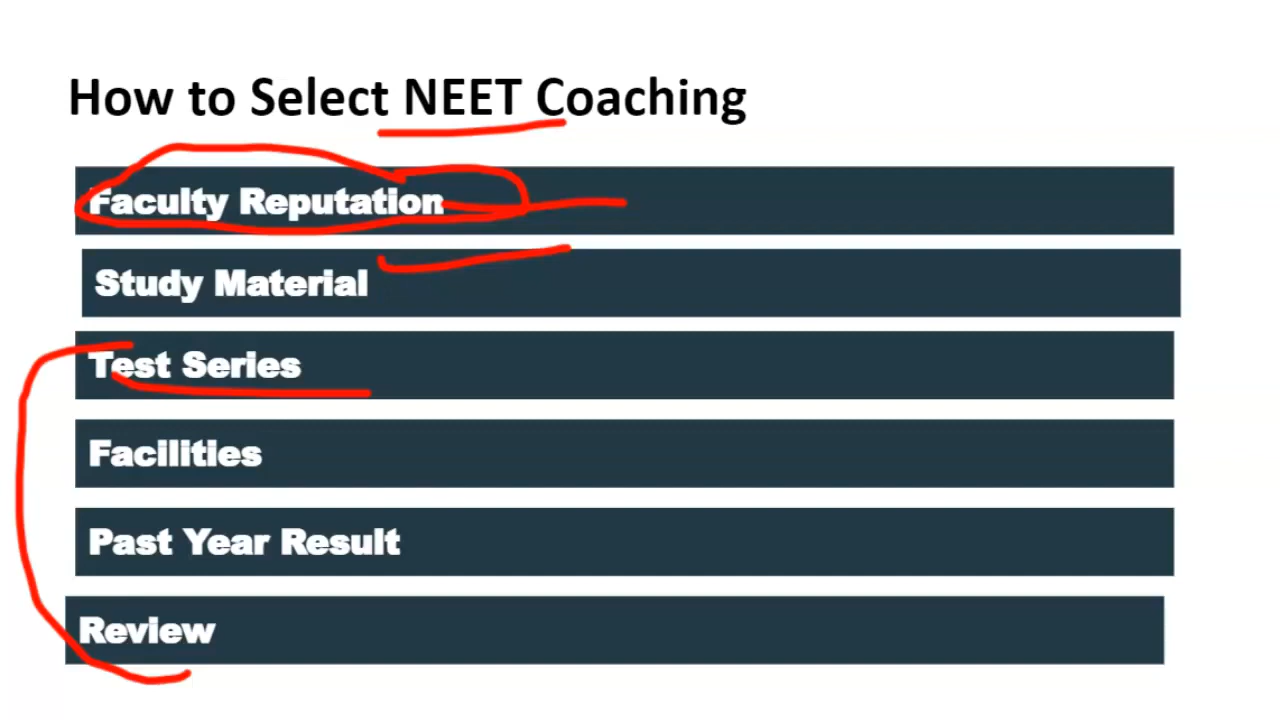 How to Select NEET Coaching
Faculty Reputation
Study Material
Test Series
Facilities
Past Year Result
Review